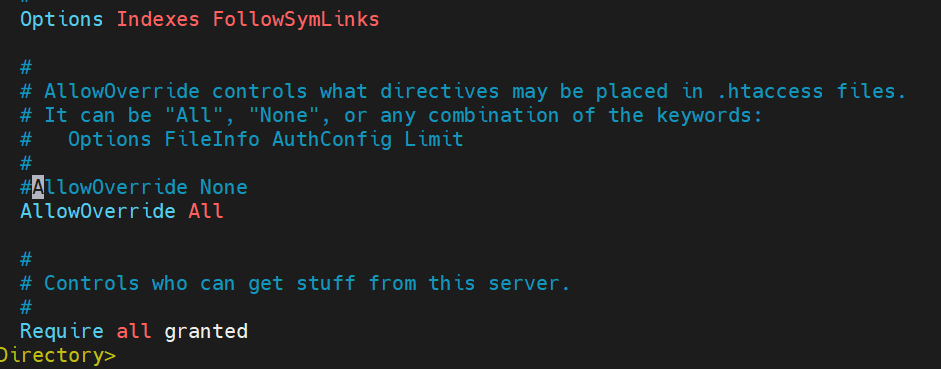 #
Options Indexes FollowSymLinks
#
# AllowOverride controls what directives may be placed in .htaccess files.
# It can be "All", "None", or any combination of the keywords:
#   Options FileInfo AuthConfig Limit
#
#AllowOverride None
AllowOverride All
#
# Controls who can get stuff from this server.
#
Require all granted
Directory>